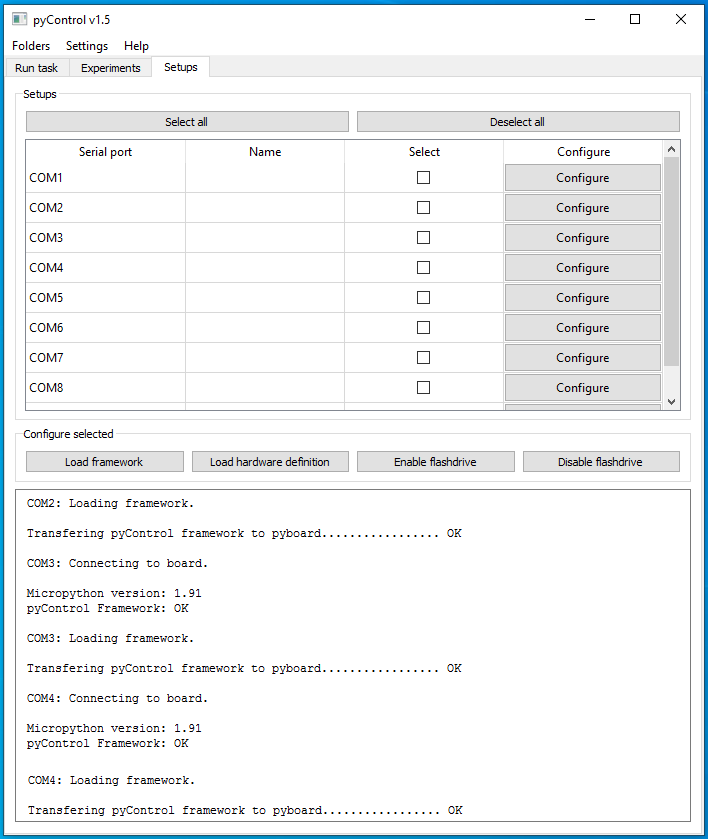 pyControl v1.5
Folders Settings Help
Run task Experiments Setups
Setups
Select all Deselect all
Serial port Name Select Configure
COM1 Configure
COM2 Configure
COM3 Configure
COM4 Configure
COM5 Configure
COM6 Configure
COM7 Configure
COM8 Configure
Configure selected
Load framework Load hardware definition Enable flashdrive Disable flashdrive
COM2: Loading framework.
Transfering pyControl framework to pyboard................. OK
COM3: Connecting to board.
Micropython version: 1.91
pyControl Framework: OK
COM3: Loading framework.
Transfering pyControl framework to pyboard................. OK
COM4: Connecting to board.
Micropython version: 1.91
pyControl Framework: OK
COM4: Loading framework.
Transfering pyControl framework to pyboard................. OK